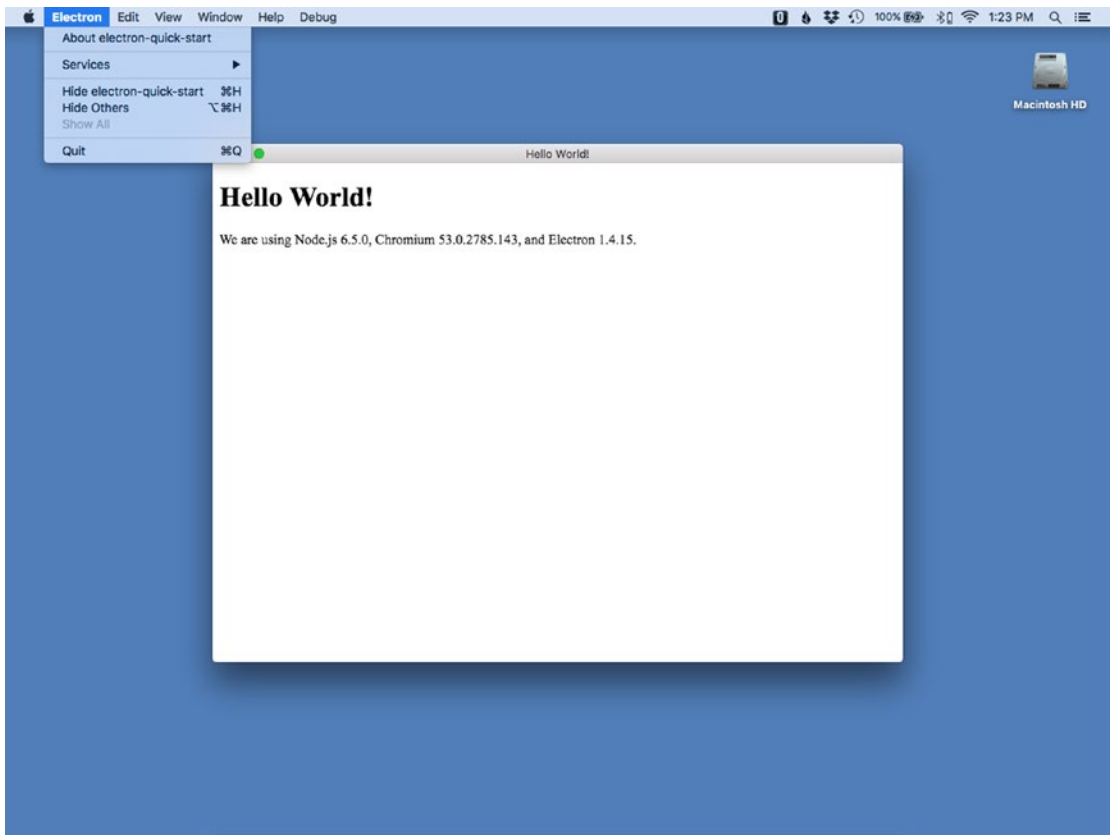 Electron Edit View Window Help Debug 100% 1:23 PM
About electron-quick-start
Services
Hide electron-quick-start ⌘H
Hide Others ⌥⌘H
Show All
Quit ⌘Q
Macintosh HD
Hello World!
Hello World!
We are using Node.js 6.5.0, Chromium 53.0.2785.143, and Electron 1.4.15.